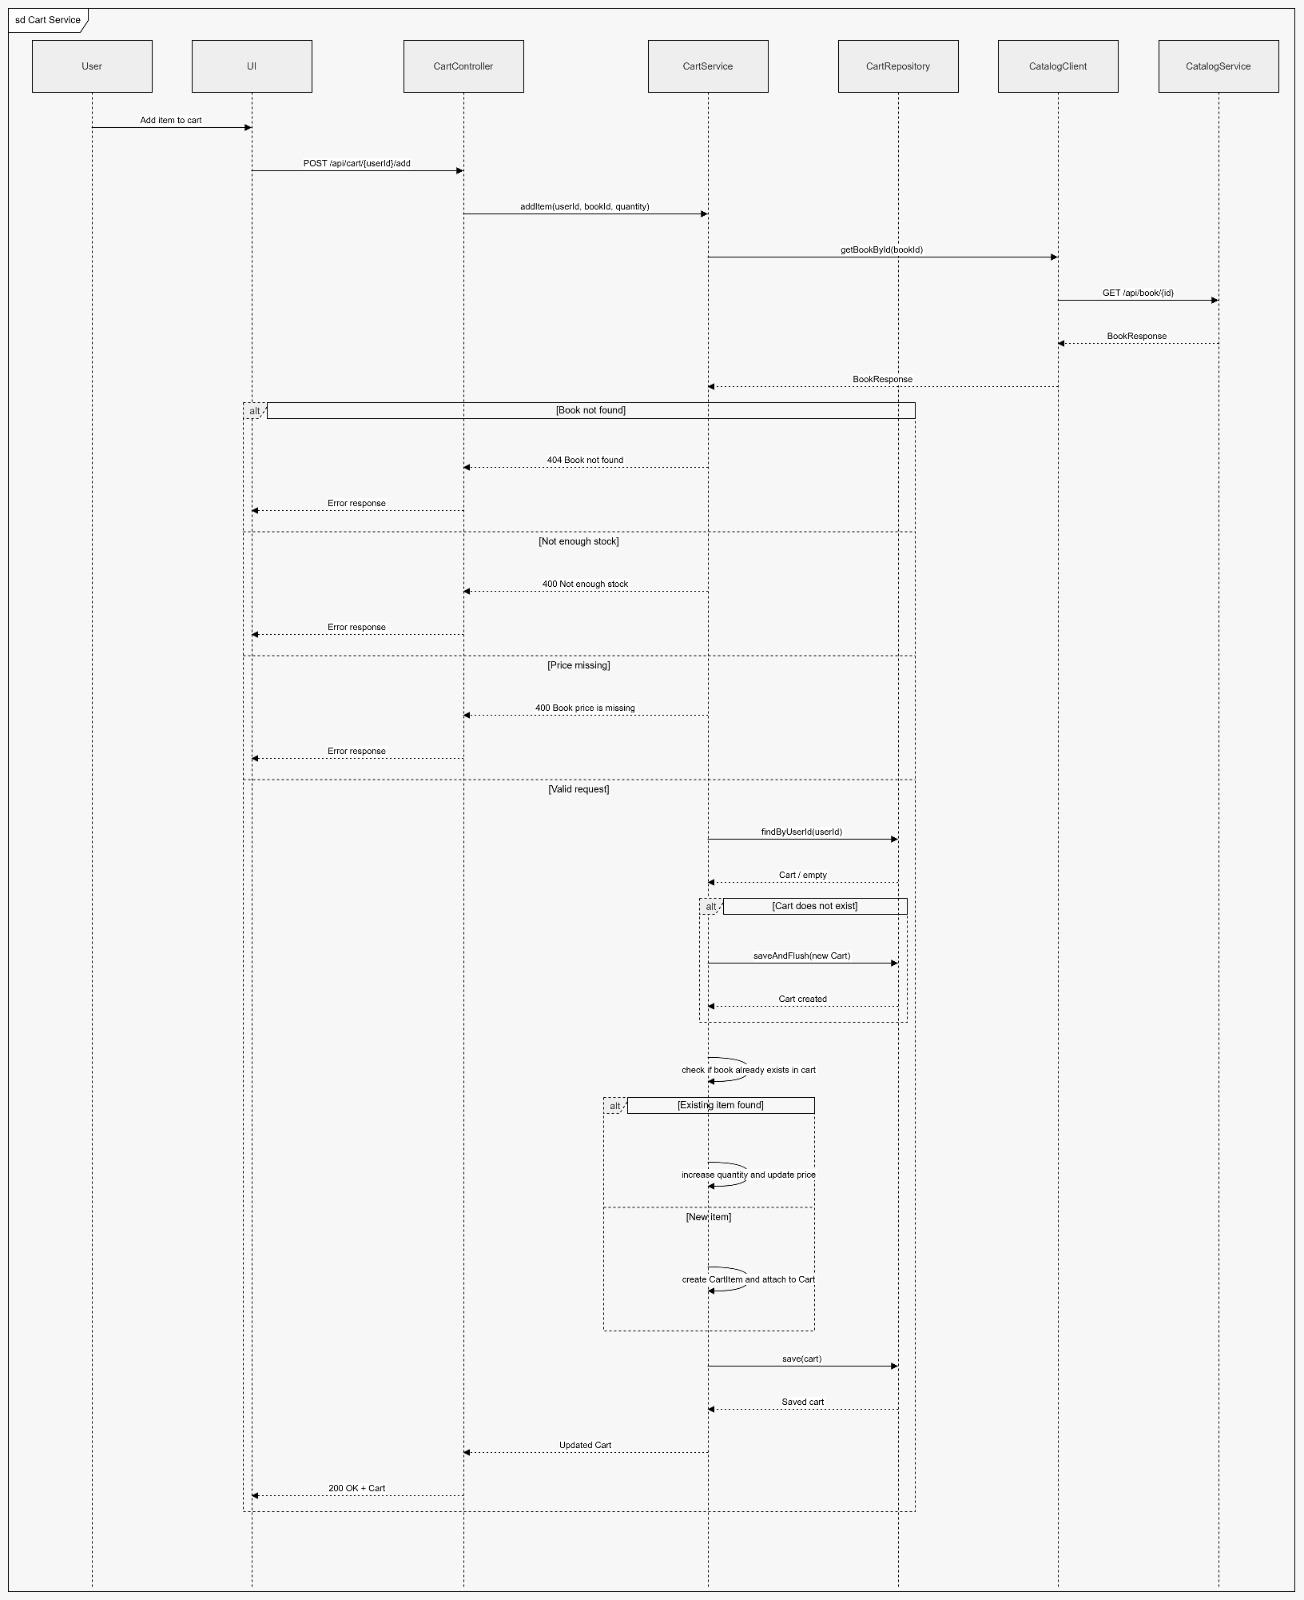 sd Cart Service
User
UI
CartController
CartService
CartRepository
CatalogClient
CatalogService
Add item to cart
POST /api/cart/{userId}/add
addItem(userId, bookId, quantity)
getBookById(bookId)
GET /api/book/{id}
BookResponse
BookResponse
alt
[Book not found]
404 Book not found
Error response
[Not enough stock]
400 Not enough stock
Error response
[Price missing]
400 Book price is missing
Error response
[Valid request]
findByUserId(userId)
Cart / empty
alt
[Cart does not exist]
saveAndFlush(new Cart)
Cart created
check if book already exists in cart
alt
[Existing item found]
increase quantity and update price
[New item]
create CartItem and attach to Cart
save(cart)
Saved cart
Updated Cart
200 OK + Cart